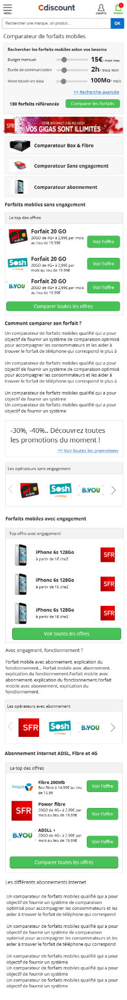 Cdiscount
MENU
COMPTE
1
PANIER
Rechercher une marque, un produit...
OK
Comparateur de forfaits mobiles
Rechercher les forfaits mobiles selon vos besoins
Budget mensuel
15€/ mois max
Durée de communication
2h/ mois mini
Votre besoin en data
100Mo/ mois
>> Recherche avancée
130 forfaits référencés
Comparer les forfaits
SFR
OFFRE SFR FAMILY! À NE PAS RATER
VOS GIGAS SONT ILLIMITÉS
Comparateur Box & Fibre
Comparateur Sans engagement
Comparateur abonnement
Forfaits mobiles sans engagement
Le top des offres
nrj mobile
Forfait 20 GO
20GO de 4G+ à 2,99€ par mois
au lieu de 19.99€
Voir l'offre
Sosh
by Orange
Forfait 20 GO
20GO de 4G+ à 2,99€ par
mois au lieu de 19.99€
Voir l'offre
B.YOU
Forfait 20 GO
20GO de 4G+ à 2,99€ par mois
au lieu de 19.99€
Voir l'offre
Comparer toutes les offres
Comment comparer son forfait ?
Un comparateur de forfaits mobiles qualifié qui a pour
objectif de fournir un système de comparaison optimisé
pour accompagner les consommateurs et les aider à
trouver le forfait de téléphone qui correspond le plus à
Un comparateur de forfaits mobiles qualifié qui a pour
objectif de fournir un système de comparaison optimisé
pour accompagner les consommateurs et les aider à
trouver le forfait de téléphone qui correspond le plus à
Un comparateur de forfaits mobiles qualifié qui a pour
objectif de fournir un système
Un comparateur de forfaits mobiles qualifié qui a pour
objectif de fournir un système
-30%, -40%.. Découvrez toutes
les promotions du moment !
>> Voir toutes les promotions
Les opérateurs sans engagement
nrj mobile
Sosh
by Orange
B.YOU
Forfaits mobiles avec engagement
Top offre avec engagement
iPhone 6s 128Go
à partir de 1€ cheZ
SFR
iPhone 6s 128Go
à partir de 1€ cheZ
SFR
iPhone 6s 128Go
à partir de 1€ cheZ
SFR
Voir toutes les offres
Avec engagment, fonctionnement ?
Forfait mobile avec abonnement, explication du
fonctionnement... Forfait mobile avec abonnement,
explication du fonctionnement.Forfait mobile avec
abonnement, explication du fonctionnement.Forfait
mobile avec abonnement, explication du
fonctionnement.
Les opérateurs avec abonnement
SFR
Sosh
by Orange
B.YOU
Abonnement internet ADSL, Fibre et 4G
Le top des offres
bouygues
Fibre 200Mb
Box fibre à 14,99€ au lieu
de 15,99
Voir l'offre
SFR
Power fibre
20GO de 4G+ à 2,99€ par
mois au lieu de 19.99€
Voir l'offre
B.YOU
ADSLL +
20GO de 4G+ à 2,99€ par
mois au lieu de 19.99€
Voir l'offre
Comparer toutes les offres
Les différents abonnements internet
Un comparateur de forfaits mobiles qualifié qui a pour
objectif de fournir un système de comparaison
optimisé pour accompagner les consommateurs et les
aider à trouver le forfait de téléphone qui correspond
Un comparateur de forfaits mobiles qualifié qui a pour
objectif de fournir un système de comparaison
optimisé pour accompagner les consommateurs et les
aider à trouver le forfait de téléphone qui correspond
Un comparateur de forfaits mobiles qualifié qui a pour
objectif de fournir un système
Un comparateur de forfaits mobiles qualifié qui a pour
objectif de fournir un système
Un comparateur de forfaits mobiles qualifié qui a pour
objectif de fournir un système